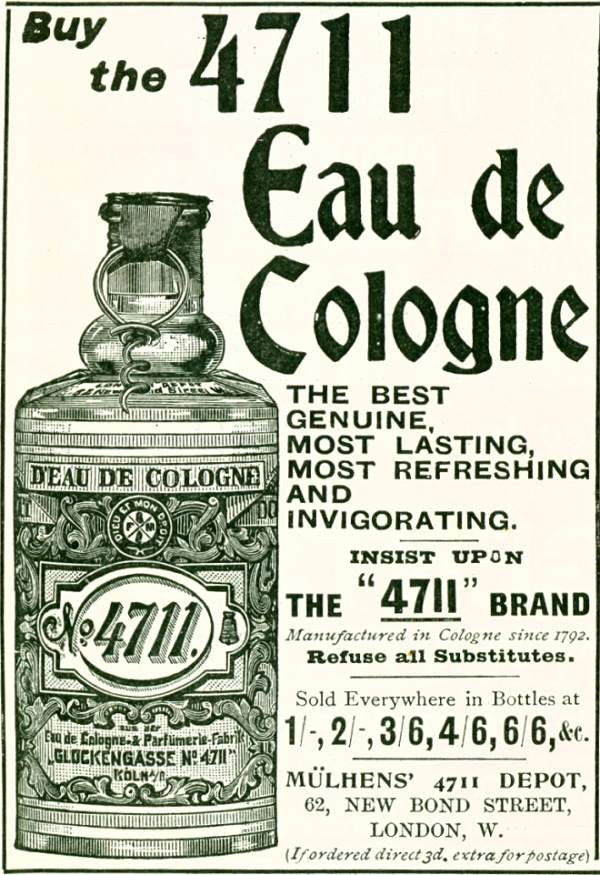 Buy
the 4711
Eau de
Cologne
THE BEST
GENUINE,
MOST LASTING,
MOST REFRESHING
AND
INVIGORATING.
INSIST UPON
THE "4711" BRAND
Manufactured in Cologne since 1792.
Refuse all Substitutes.
Sold Everywhere in Bottles at
1/-, 2/-, 3/6, 4/6, 6/6, &c.
MÜLHENS' 4711 DEPOT,
62, NEW BOND STREET,
LONDON, W.
(If ordered direct 3d. extra for postage)
D'EAU DE COLOGNE
DIEU ET MON DROIT
No. 4711.
aus der
Eau de Cologne- & Parfümerie-Fabrik
„GLOCKENGASSE No 4711"
KÖLN a/R